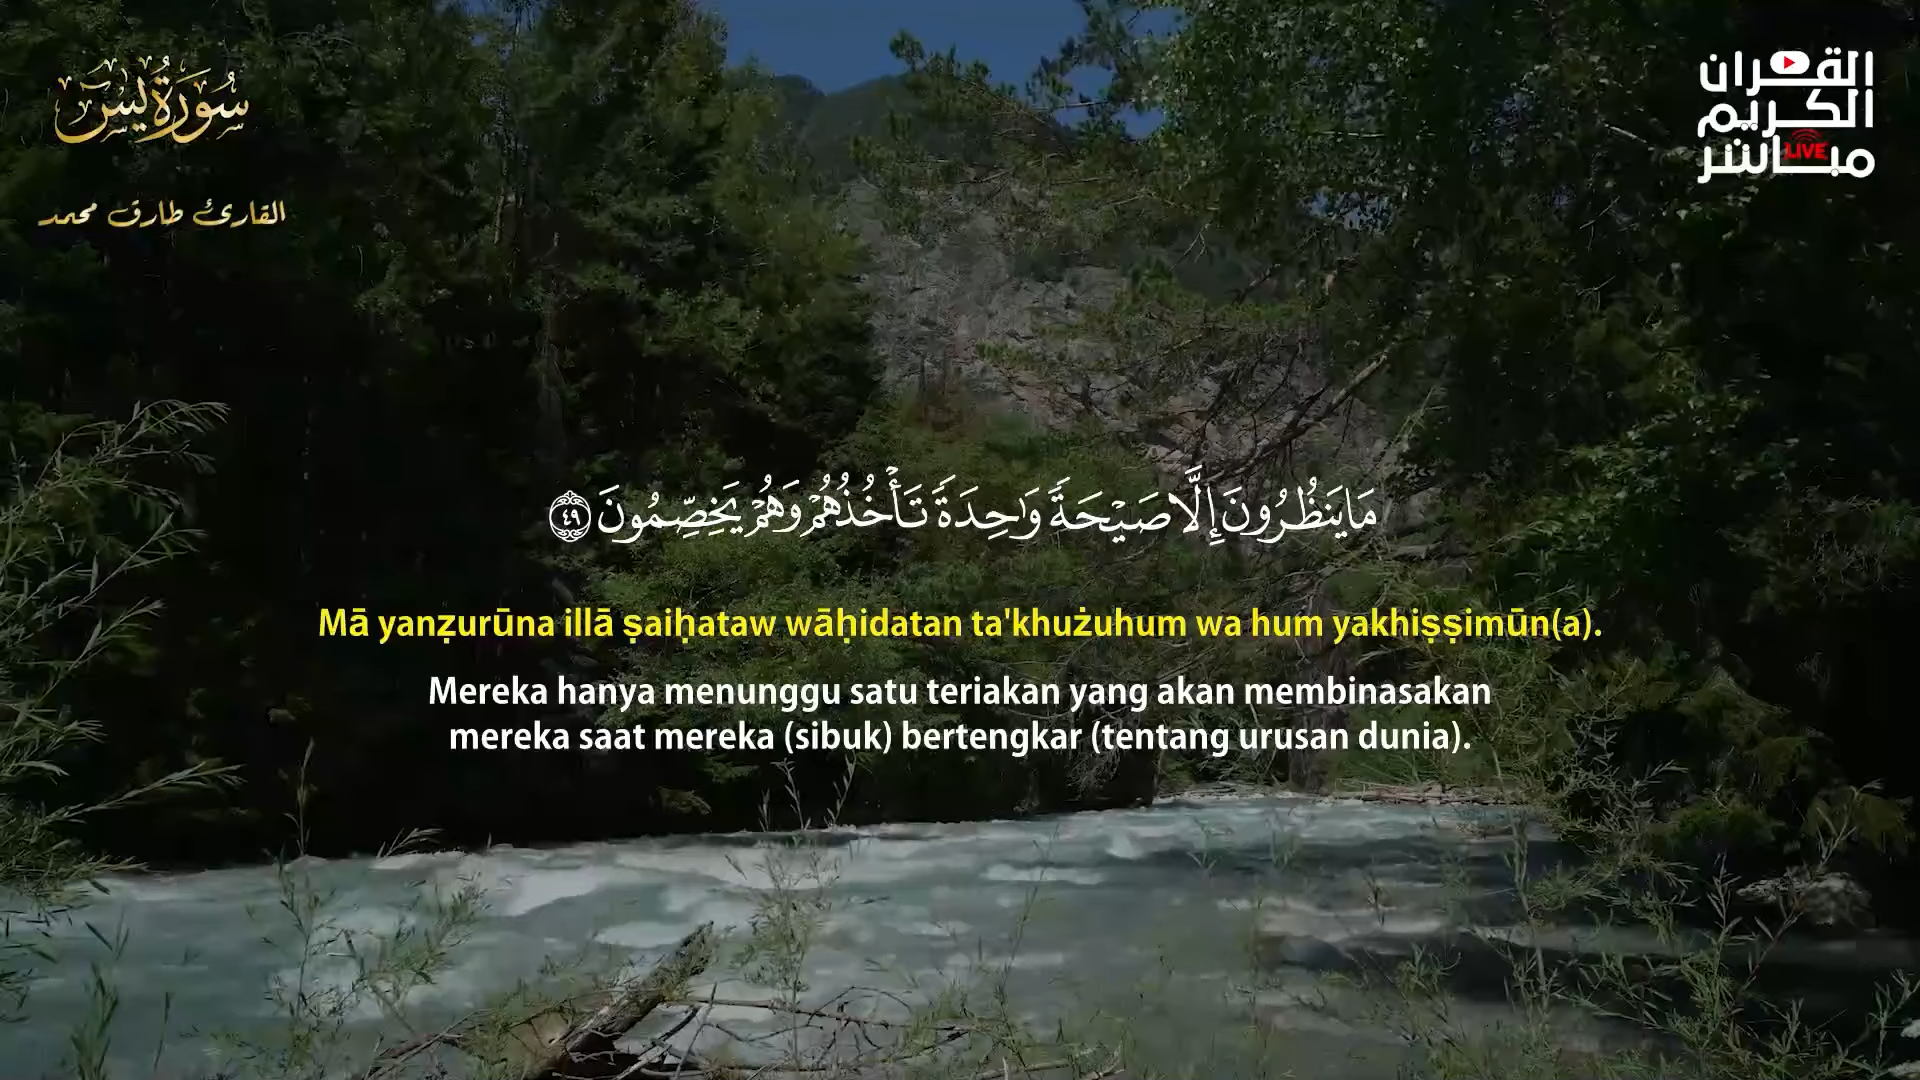 سُورَةُ يسٓ
القارئ طارق محمد
القرآن
الكريم
مباشر
LIVE
مَا يَنظُرُونَ إِلَّا صَيْحَةً وَٰحِدَةً تَأْخُذُهُمْ وَهُمْ يَخِصِّمُونَ ٤٩
Mā yanẓurūna illā ṣaiḥataw wāḥidatan ta'khużuhum wa hum yakhiṣṣimūn(a).
Mereka hanya menunggu satu teriakan yang akan membinasakan
mereka saat mereka (sibuk) bertengkar (tentang urusan dunia).